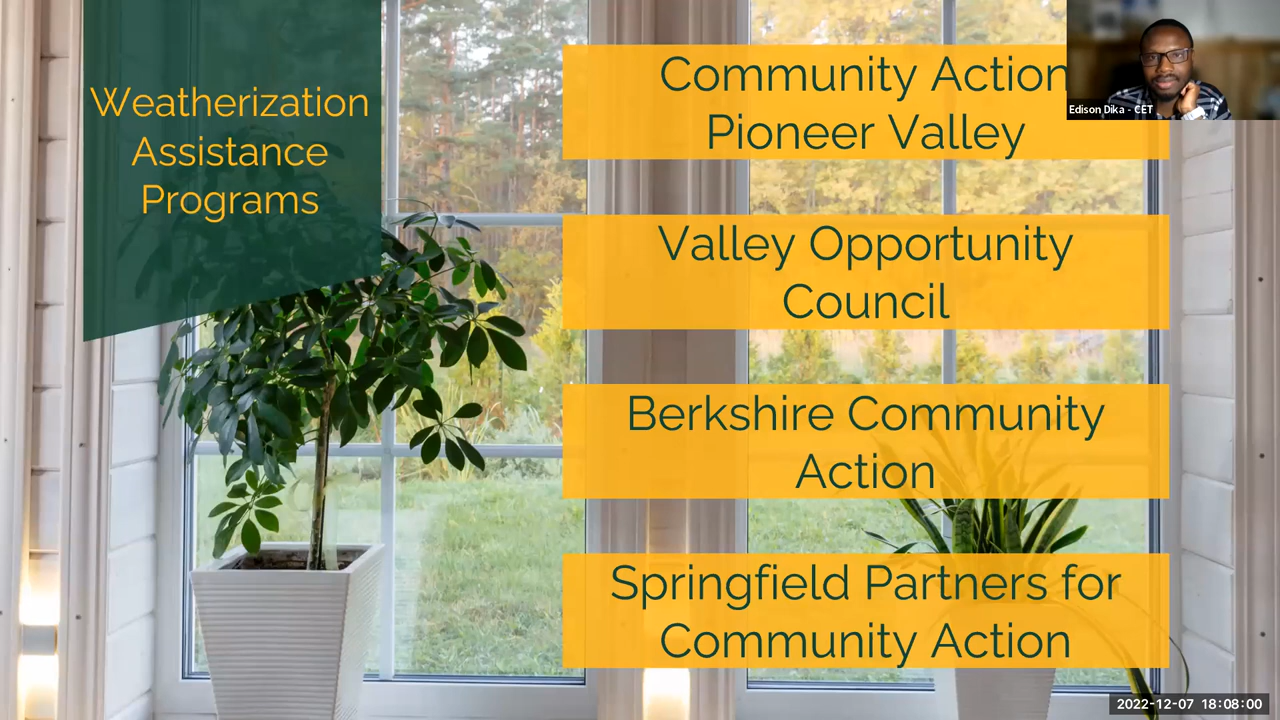 Weatherization
Assistance
Programs
Community Action
Pioneer Valley
Valley Opportunity
Council
Berkshire Community
Action
Springfield Partners for
Community Action
Edison Dika - CET
2022-12-07 18:08:00